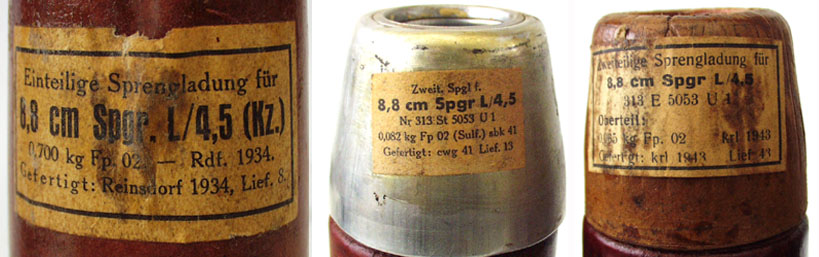 Einteilige Sprengladung für
8,8 cm Spgr. L/4,5 (Kz.)
0,700 kg Fp. 02 — Rdf. 1934.
Gefertigt: Reinsdorf 1934, Lief. 8.
Zweit. Spgl f.
8,8 cm Spgr L/4,5
Nr 313 St 5053 U 1
0,082 kg Fp 02 (Sulf.) abk 41
Gefertigt: cwg 41 Lief. 13
Zweiteilige Sprengladung für
8,8 cm Spgr L/4,5
313 E 5053 U 1
Oberteil:
kg Fp. 02 krl 1943
Gefertigt: krl 1943 Lief 43